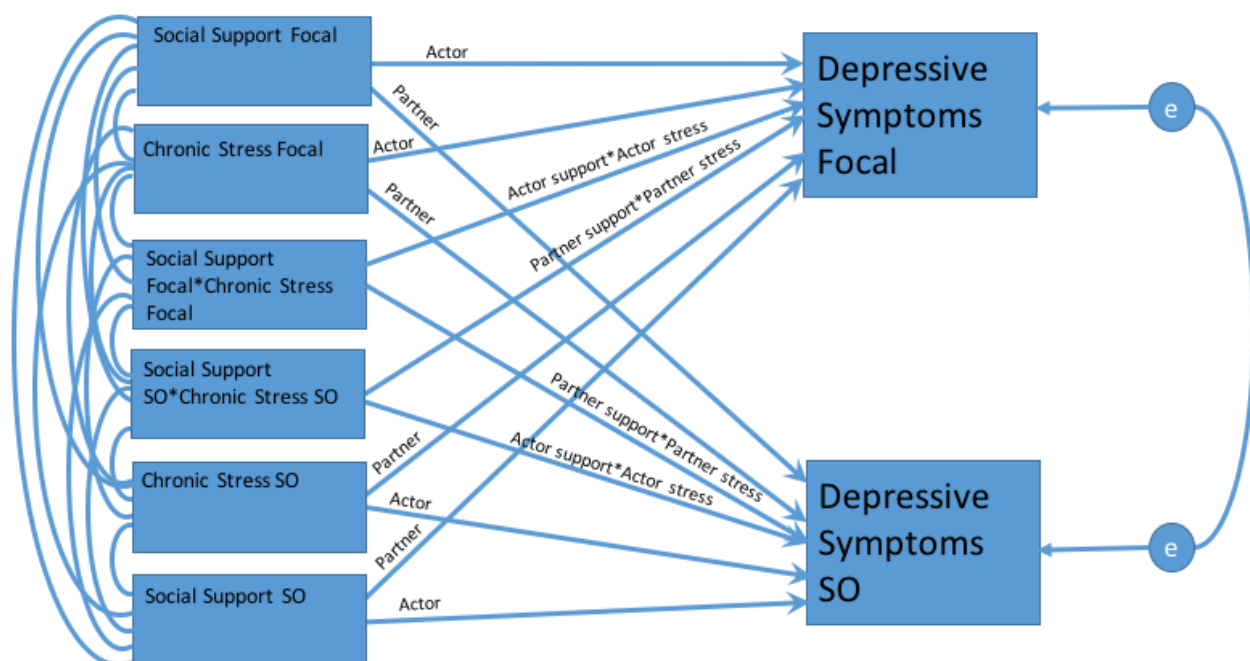 Social Support Focal
Actor
Partner
Depressive
Symptoms
Focal
e
Chronic Stress Focal
Actor
Partner
Actor support*Actor stress
Partner support*Partner stress
Social Support
Focal*Chronic Stress
Focal
Social Support
SO*Chronic Stress SO
Partner support*Partner stress
Actor support*Actor stress
Partner
Chronic Stress SO
Actor
Partner
Depressive
Symptoms
SO
e
Social Support SO
Actor